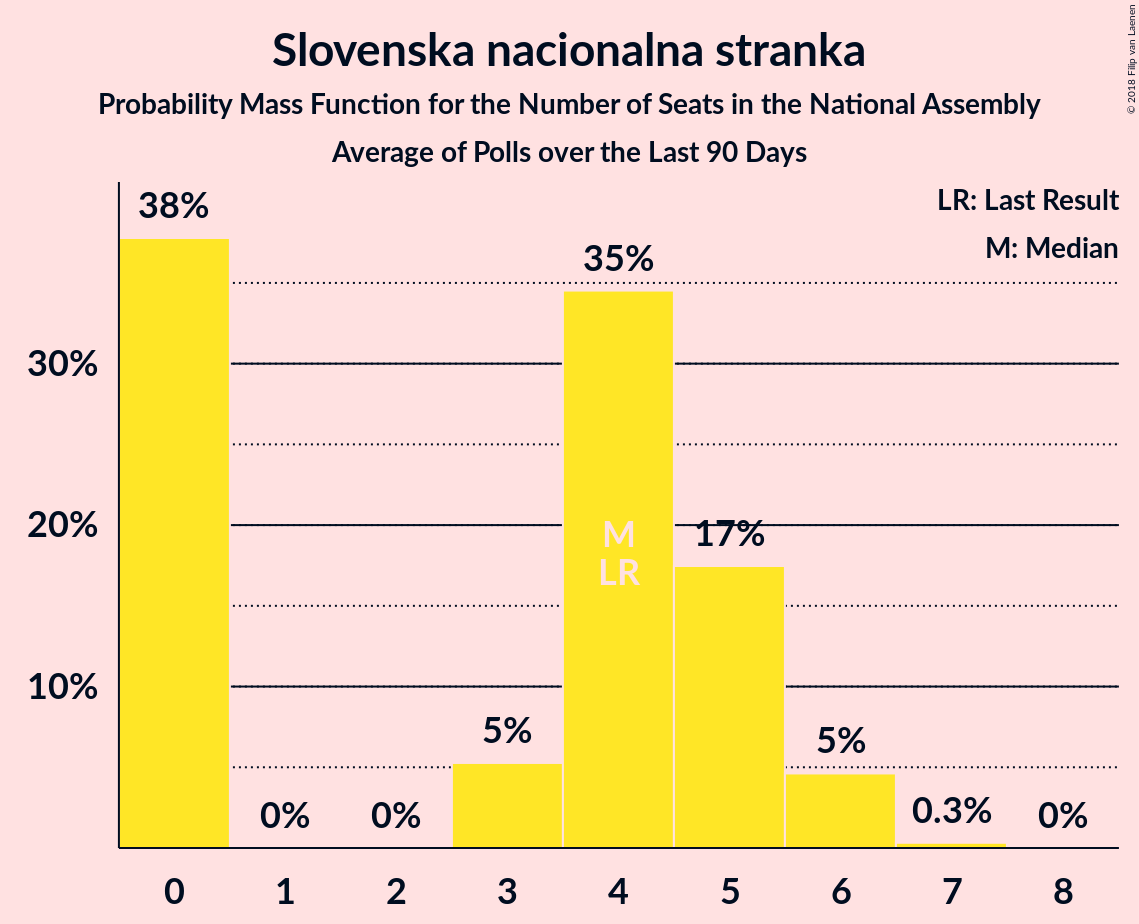 Slovenska nacionalna stranka
Probability Mass Function for the Number of Seats in the National Assembly
Average of Polls over the Last 90 Days
© 2018 Filip van Laenen
LR: Last Result
M: Median
38%
0%
0%
5%
35%
17%
5%
0.3%
0%
M
LR
30%
20%
10%
0 1 2 3 4 5 6 7 8